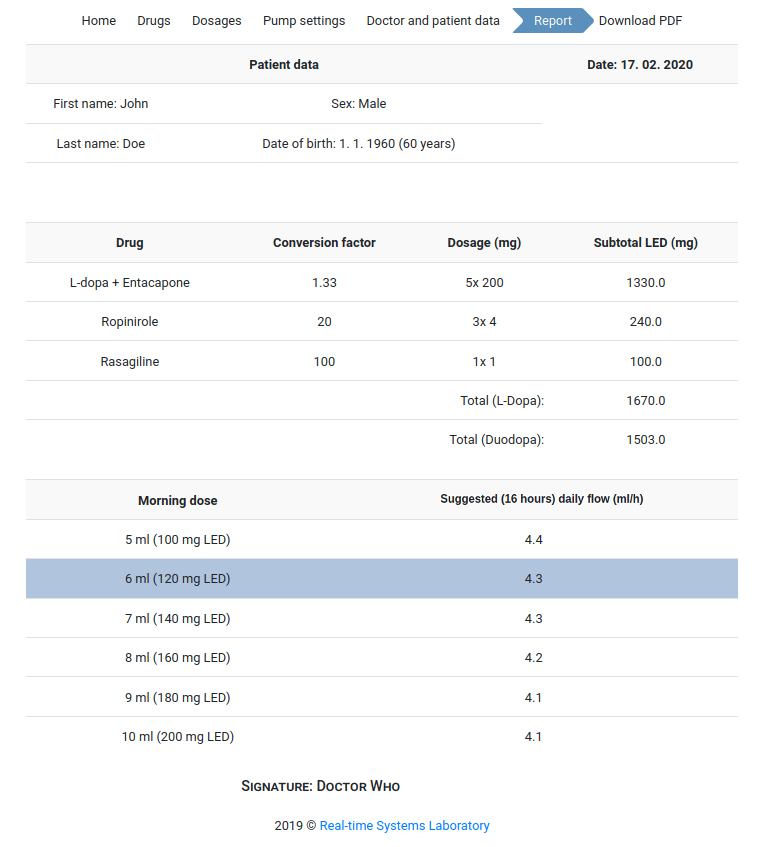 Home Drugs Dosages Pump settings Doctor and patient data Report Download PDF
Patient data Date: 17. 02. 2020
First name: John Sex: Male
Last name: Doe Date of birth: 1. 1. 1960 (60 years)
Drug Conversion factor Dosage (mg) Subtotal LED (mg)
L-dopa + Entacapone 1.33 5x 200 1330.0
Ropinirole 20 3x 4 240.0
Rasagiline 100 1x 1 100.0
Total (L-Dopa): 1670.0
Total (Duodopa): 1503.0
Morning dose Suggested (16 hours) daily flow (ml/h)
5 ml (100 mg LED) 4.4
6 ml (120 mg LED) 4.3
7 ml (140 mg LED) 4.3
8 ml (160 mg LED) 4.2
9 ml (180 mg LED) 4.1
10 ml (200 mg LED) 4.1
Signature: Doctor Who
2019 © Real-time Systems Laboratory